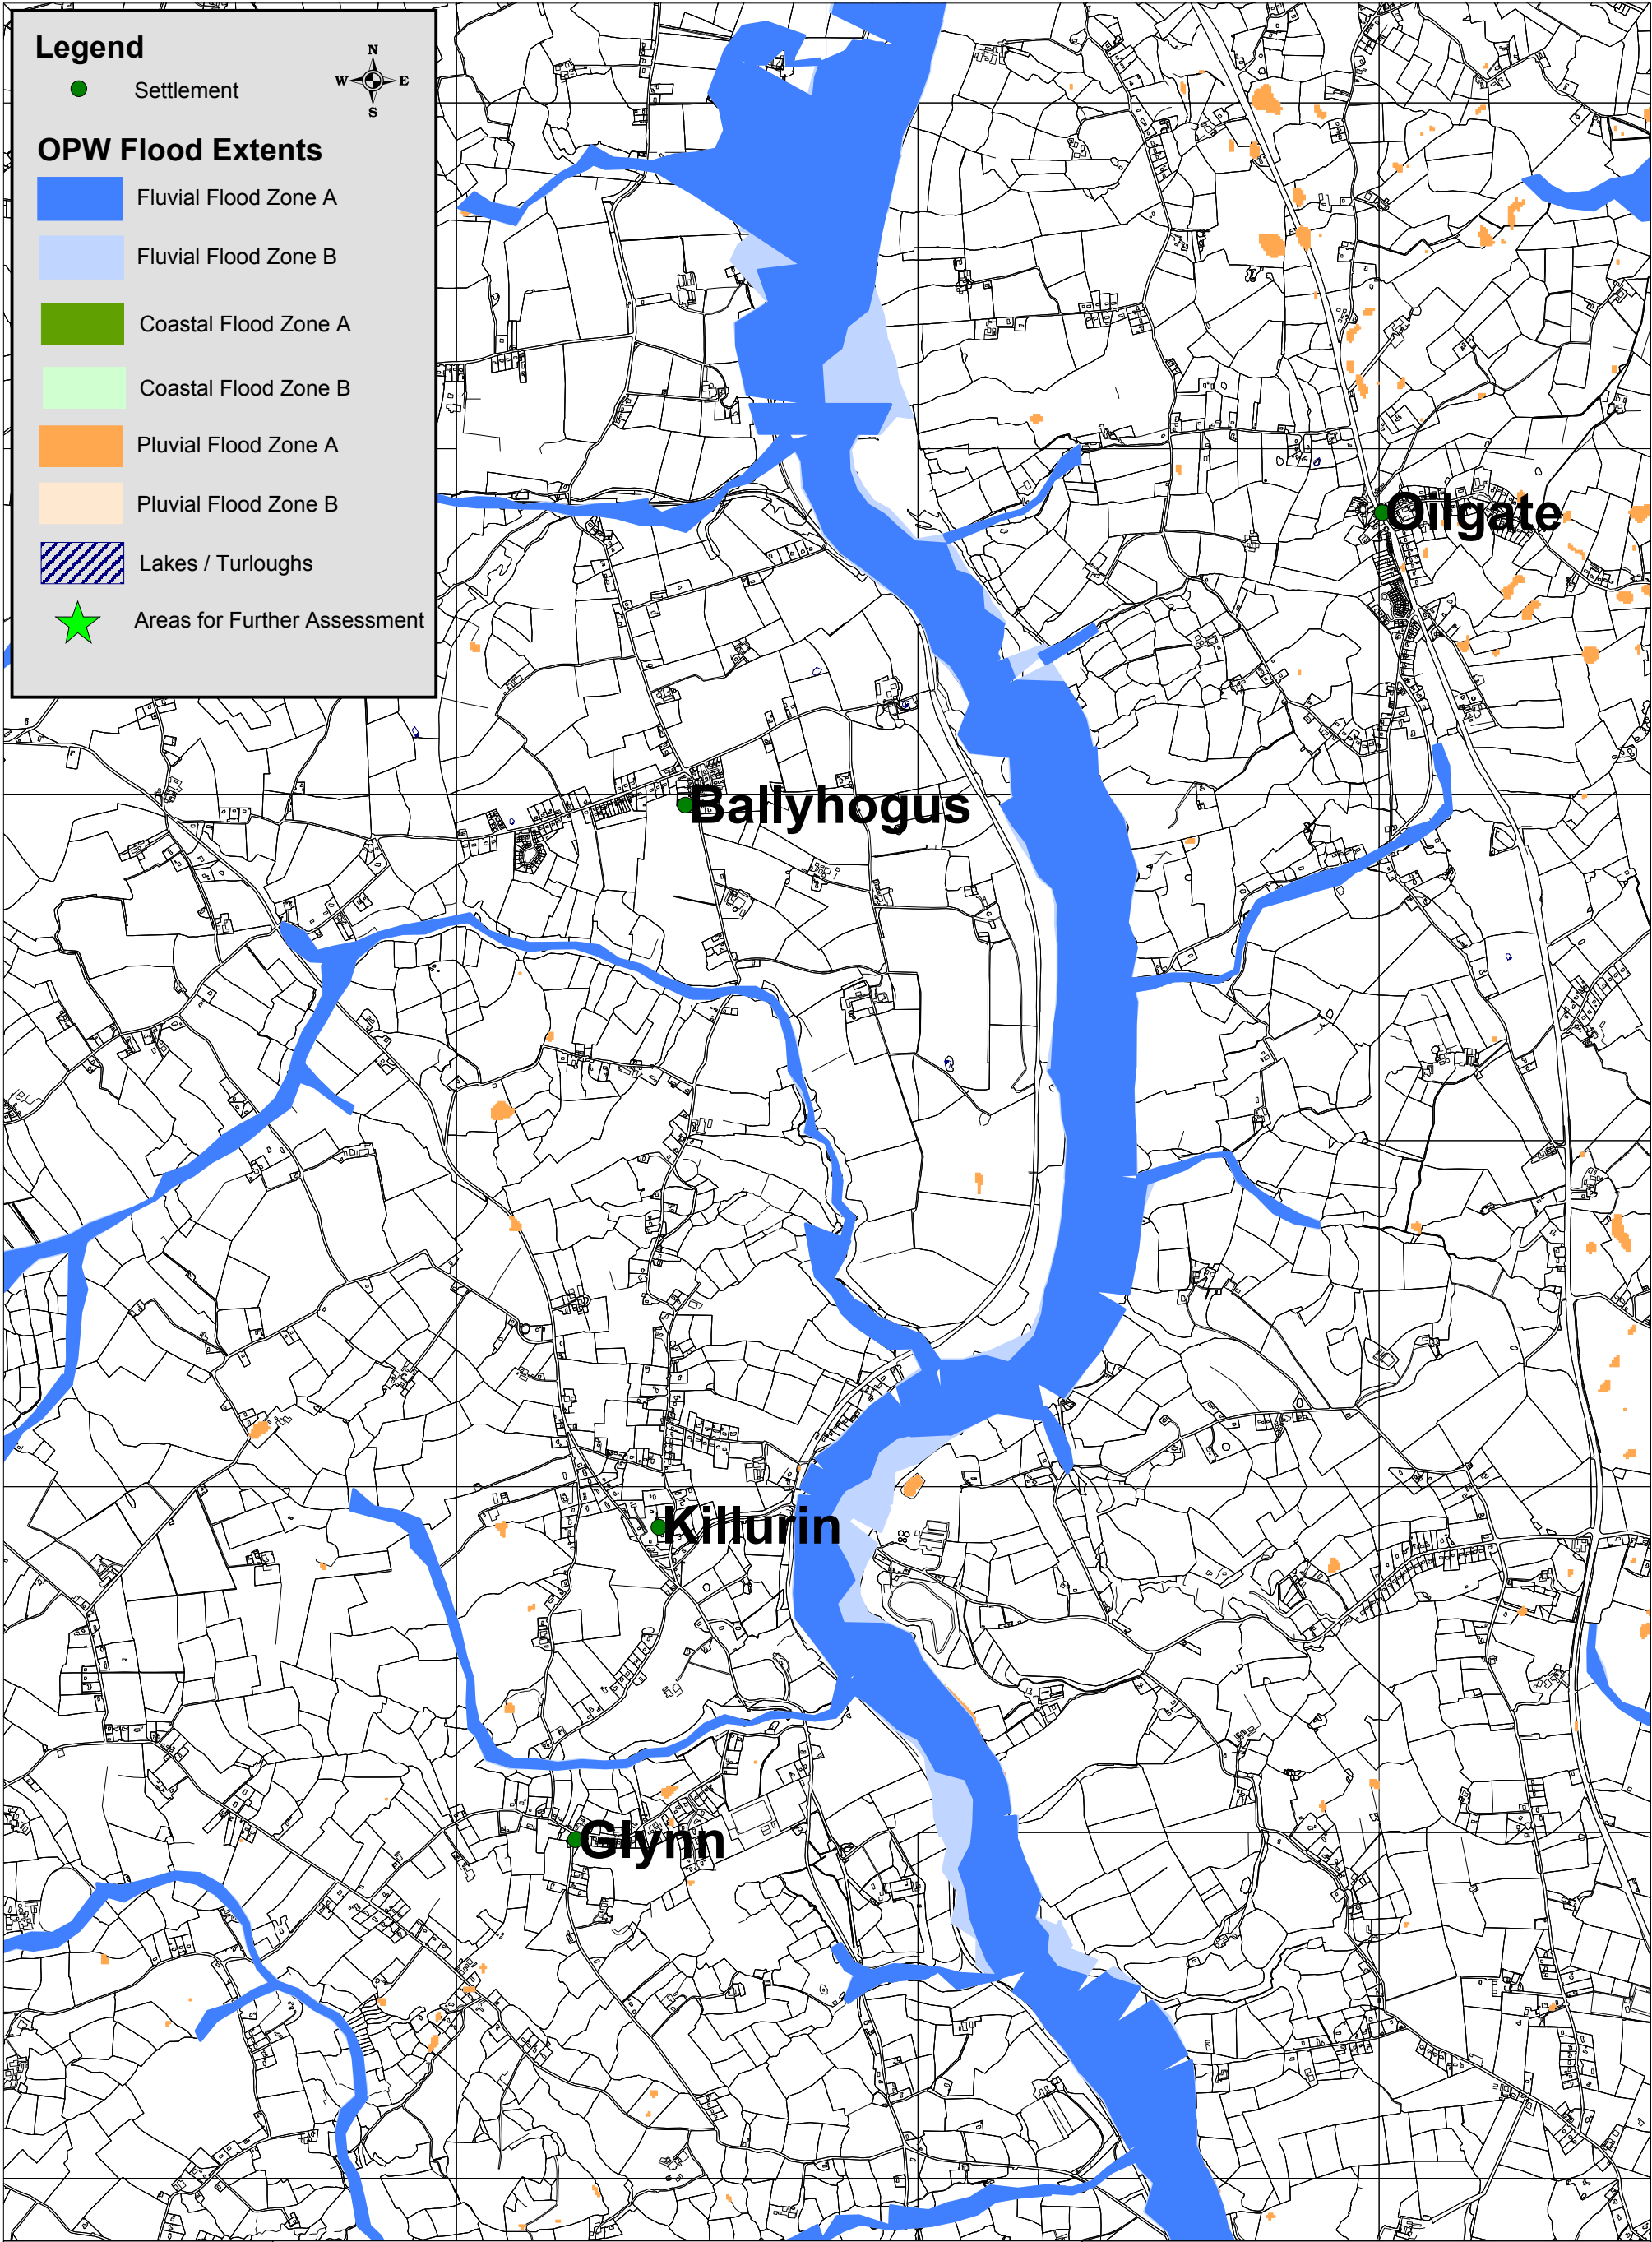 Legend
N
W E
S
Settlement
OPW Flood Extents
Fluvial Flood Zone A
Fluvial Flood Zone B
Coastal Flood Zone A
Coastal Flood Zone B
Pluvial Flood Zone A
Pluvial Flood Zone B
Lakes / Turloughs
Areas for Further Assessment
Oilgate
Ballyhogus
Killurin
Glynn